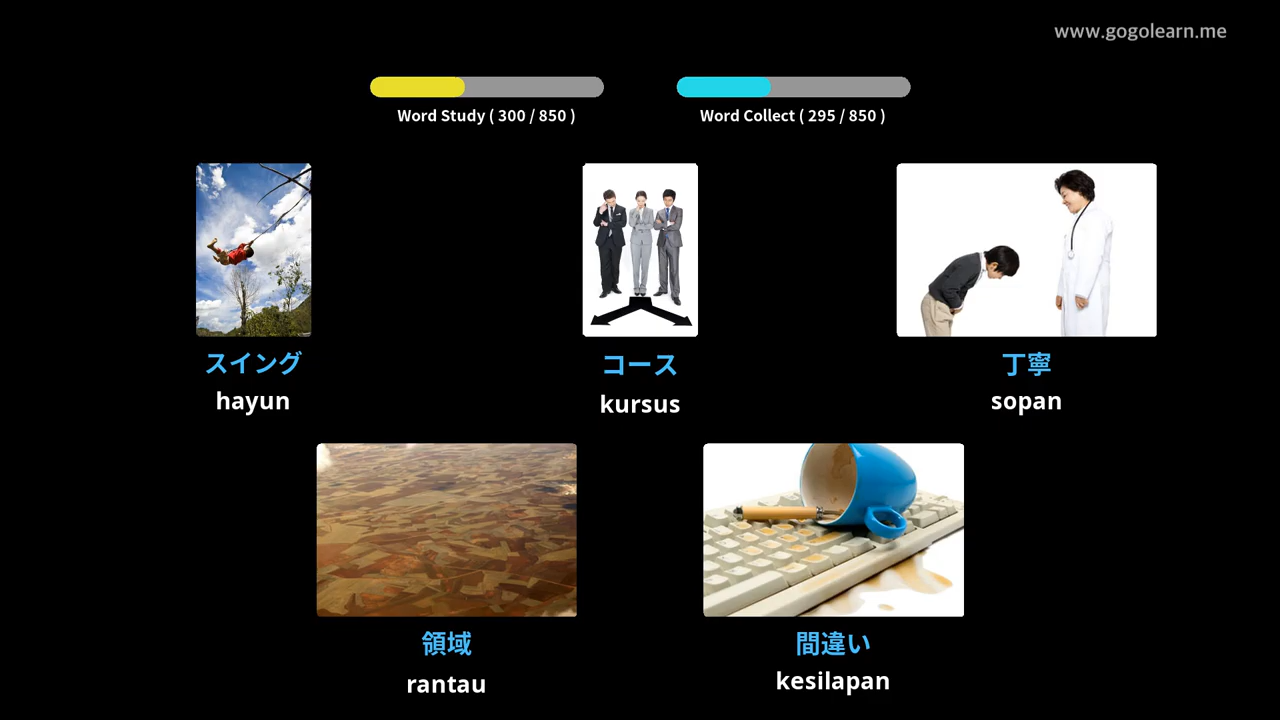 www.gogolearn.me
Word Study ( 300 / 850 )
Word Collect ( 295 / 850 )
スイング
hayun
コース
kursus
丁寧
sopan
領域
rantau
間違い
kesilapan